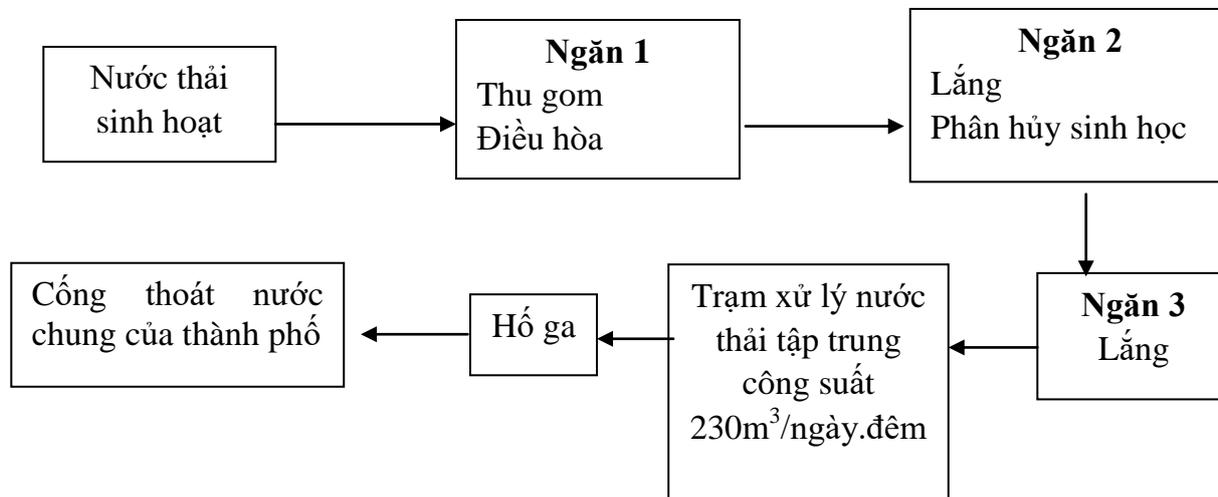 Nước thải
sinh hoạt
Ngăn 1
Thu gom
Điều hòa
Ngăn 2
Lắng
Phân hủy sinh học
Ngăn 3
Lắng
Trạm xử lý nước
thải tập trung
công suất
230m³/ngày.đêm
Hố ga
Cống thoát nước
chung của thành phố